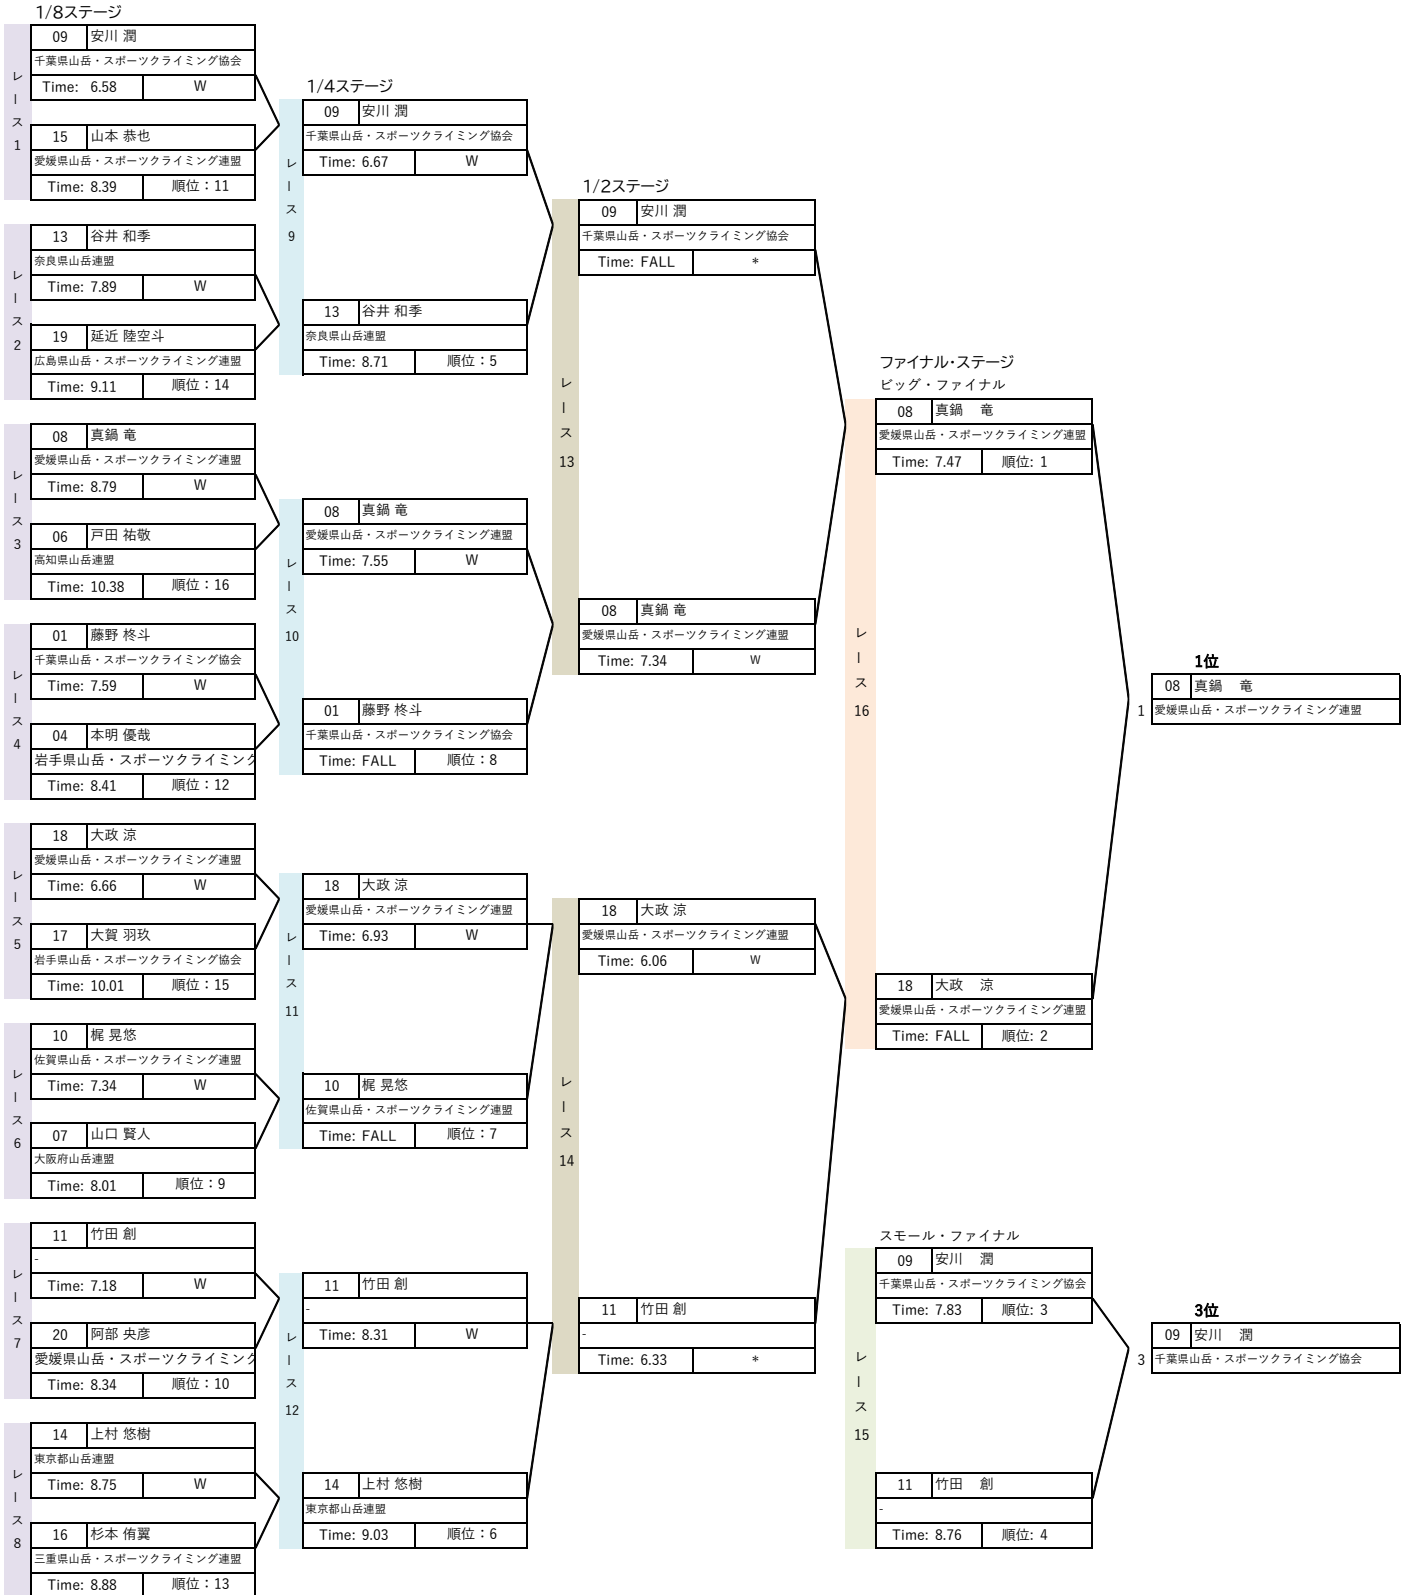 1/8ステージ
レース1
09 安川 潤
千葉県山岳・スポーツクライミング協会
Time: 6.58 W
15 山本 恭也
愛媛県山岳・スポーツクライミング連盟
Time: 8.39 順位：11
レース2
13 谷井 和季
奈良県山岳連盟
Time: 7.89 W
19 延近 陸空斗
広島県山岳・スポーツクライミング連盟
Time: 9.11 順位：14
レース3
08 真鍋 竜
愛媛県山岳・スポーツクライミング連盟
Time: 8.79 W
06 戸田 祐敬
高知県山岳連盟
Time: 10.38 順位：16
レース4
01 藤野 柊斗
千葉県山岳・スポーツクライミング協会
Time: 7.59 W
04 本明 優哉
岩手県山岳・スポーツクライミング
Time: 8.41 順位：12
レース5
18 大政 涼
愛媛県山岳・スポーツクライミング連盟
Time: 6.66 W
17 大賀 羽玖
岩手県山岳・スポーツクライミング協会
Time: 10.01 順位：15
レース6
10 梶 晃悠
佐賀県山岳・スポーツクライミング連盟
Time: 7.34 W
07 山口 賢人
大阪府山岳連盟
Time: 8.01 順位：9
レース7
11 竹田 創
-
Time: 7.18 W
20 阿部 央彦
愛媛県山岳・スポーツクライミング
Time: 8.34 順位：10
レース8
14 上村 悠樹
東京都山岳連盟
Time: 8.75 W
16 杉本 侑翼
三重県山岳・スポーツクライミング連盟
Time: 8.88 順位：13
1/4ステージ
レース9
09 安川 潤
千葉県山岳・スポーツクライミング協会
Time: 6.67 W
13 谷井 和季
奈良県山岳連盟
Time: 8.71 順位：5
レース10
08 真鍋 竜
愛媛県山岳・スポーツクライミング連盟
Time: 7.55 W
01 藤野 柊斗
千葉県山岳・スポーツクライミング協会
Time: FALL 順位：8
レース11
18 大政 涼
愛媛県山岳・スポーツクライミング連盟
Time: 6.93 W
10 梶 晃悠
佐賀県山岳・スポーツクライミング連盟
Time: FALL 順位：7
レース12
11 竹田 創
-
Time: 8.31 W
14 上村 悠樹
東京都山岳連盟
Time: 9.03 順位：6
1/2ステージ
レース13
09 安川 潤
千葉県山岳・スポーツクライミング協会
Time: FALL *
08 真鍋 竜
愛媛県山岳・スポーツクライミング連盟
Time: 7.34 W
レース14
18 大政 涼
愛媛県山岳・スポーツクライミング連盟
Time: 6.06 W
11 竹田 創
-
Time: 6.33 *
ファイナル・ステージ
ビッグ・ファイナル
レース16
08 真鍋 竜
愛媛県山岳・スポーツクライミング連盟
Time: 7.47 順位: 1
18 大政 涼
愛媛県山岳・スポーツクライミング連盟
Time: FALL 順位: 2
スモール・ファイナル
レース15
09 安川 潤
千葉県山岳・スポーツクライミング協会
Time: 7.83 順位: 3
11 竹田 創
-
Time: 8.76 順位: 4
1位
1 08 真鍋 竜
愛媛県山岳・スポーツクライミング連盟
3位
09 安川 潤
3 千葉県山岳・スポーツクライミング協会